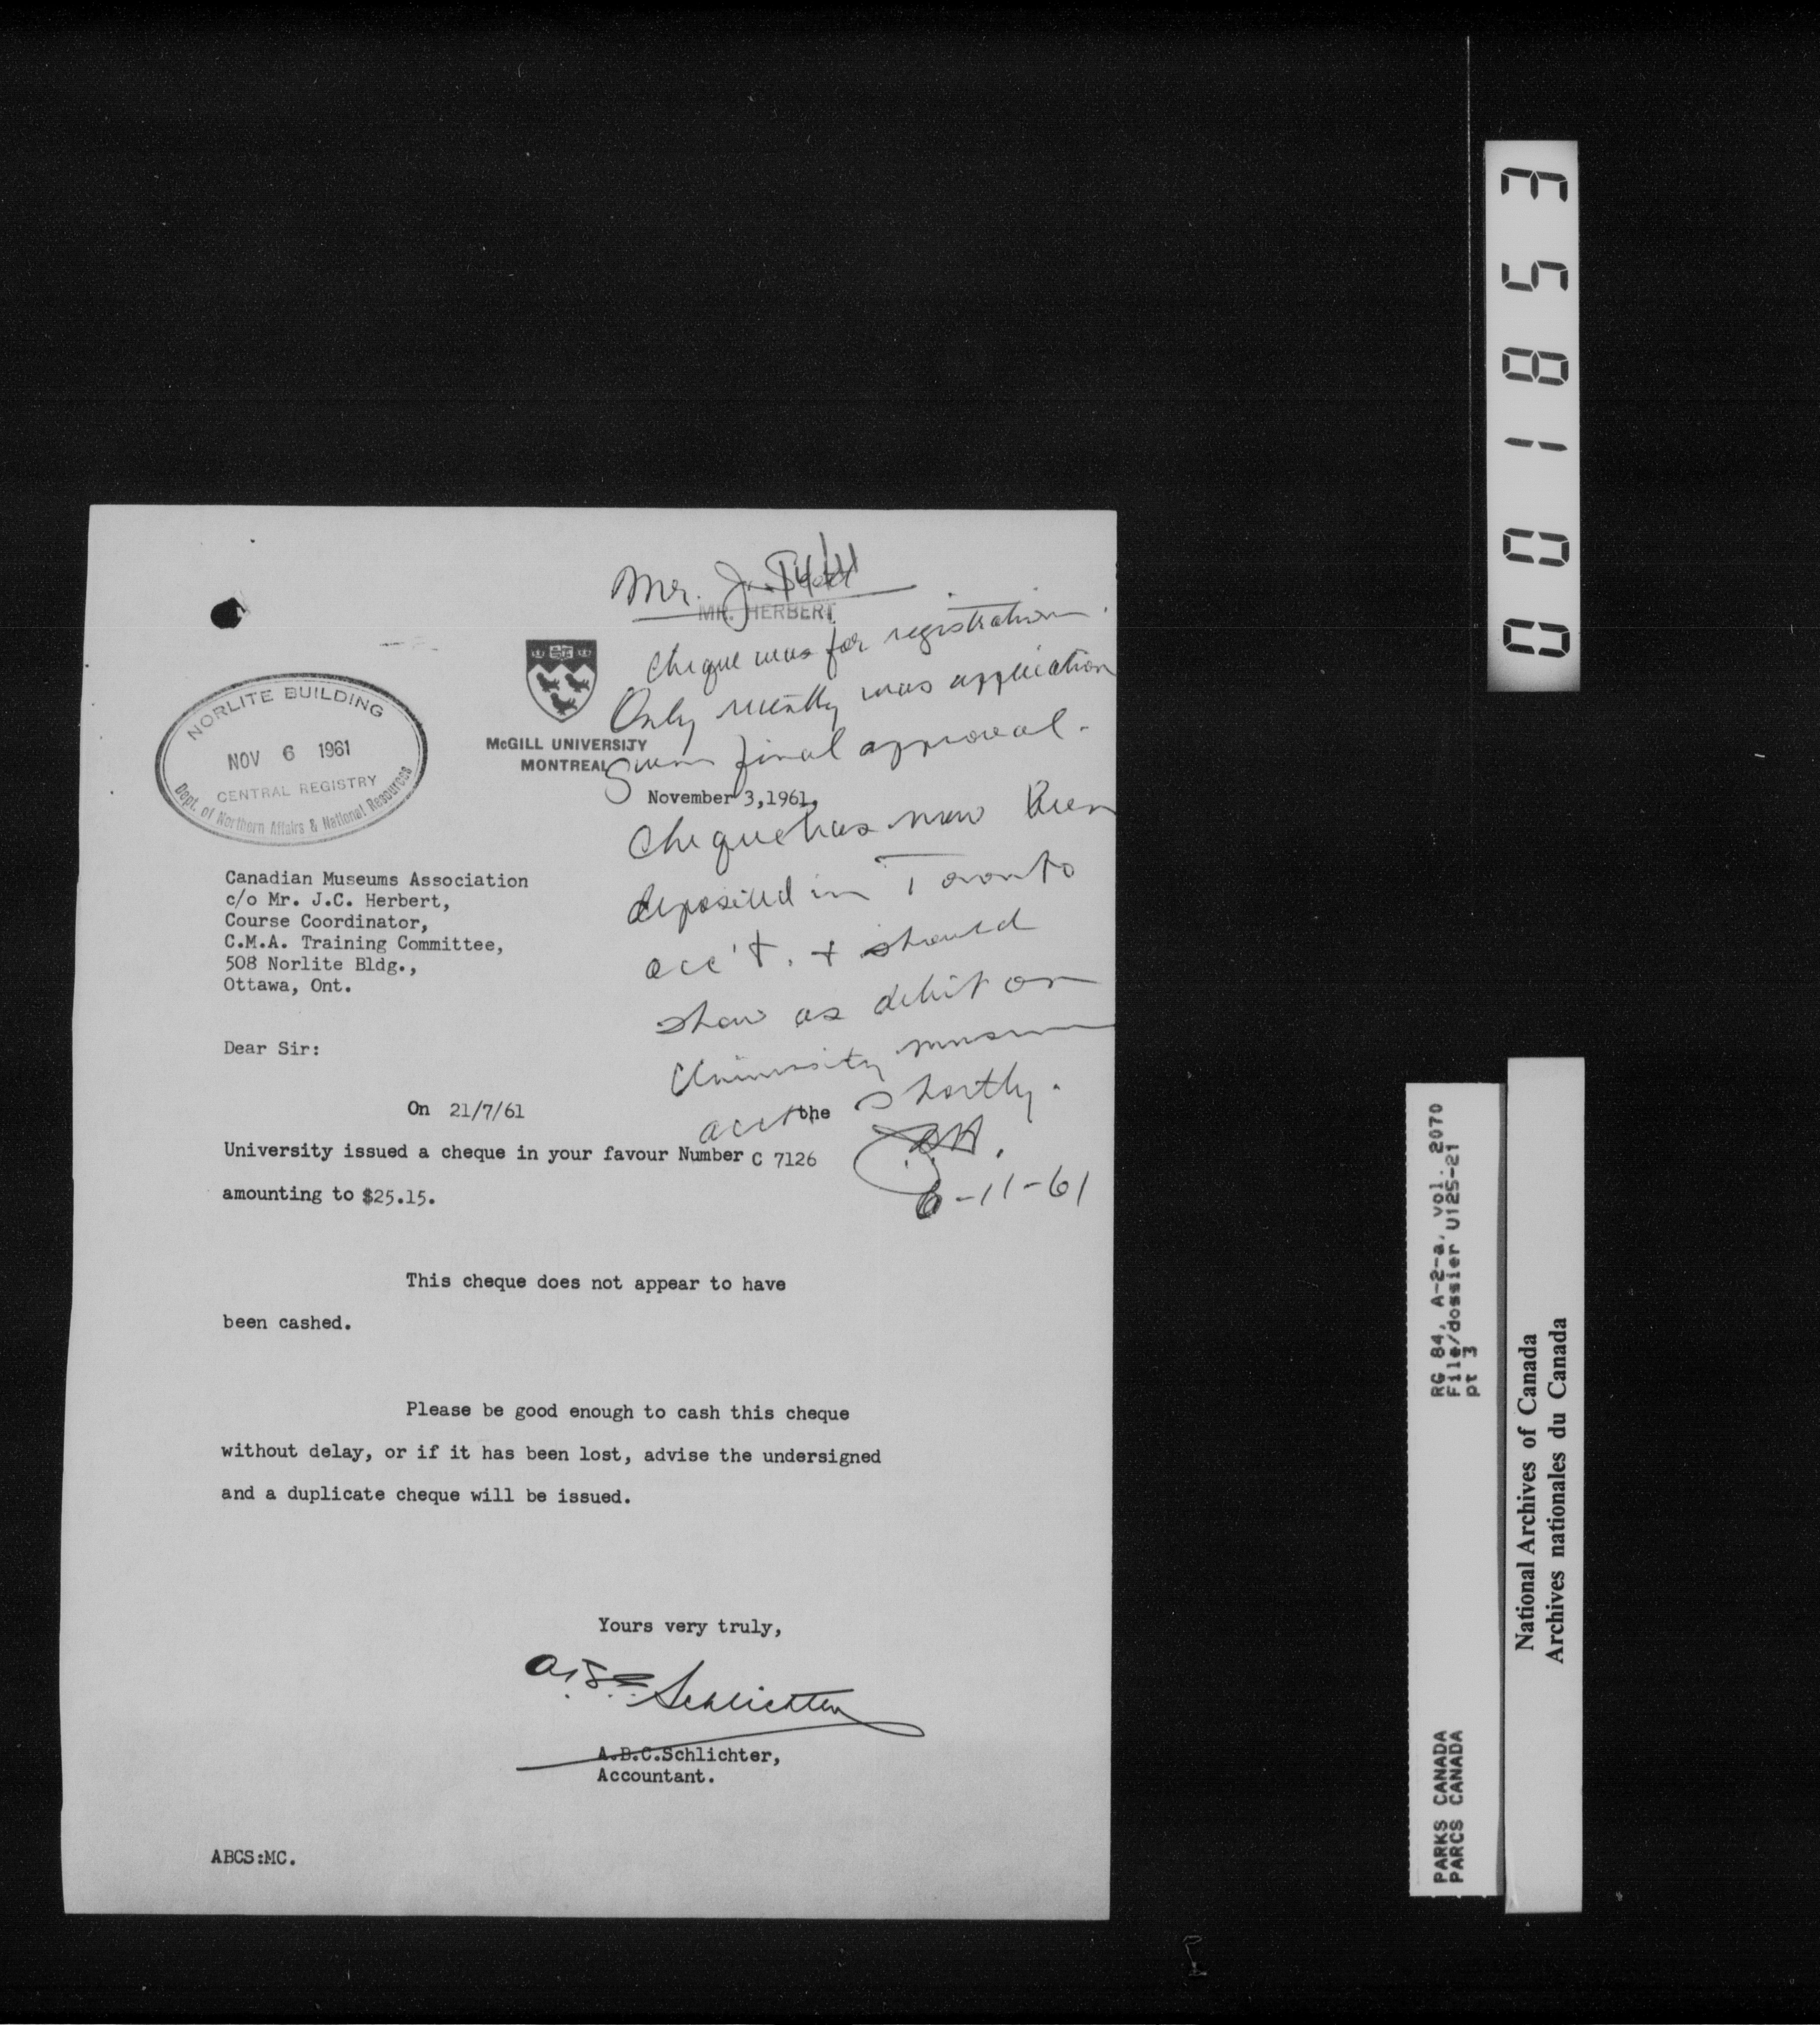 Mr. J.
MR. HERBERT
Cheque was for registration.
Only recently was application
given final approval.
Cheque has now been
deposited in Toronto
acc't. + should
show as debit on
University museum
acct shortly.
6-11-61
NORLITE BUILDING
NOV 6 1961
CENTRAL REGISTRY
Dept. of Northern Affairs & National Resources
McGILL UNIVERSITY
MONTREAL
November 3,1961.
Canadian Museums Association
c/o Mr. J.C. Herbert,
Course Coordinator,
C.M.A. Training Committee,
508 Norlite Bldg.,
Ottawa, Ont.
Dear Sir:
On 21/7/61 the
University issued a cheque in your favour Number C 7126
amounting to $25.15.
This cheque does not appear to have
been cashed.
Please be good enough to cash this cheque
without delay, or if it has been lost, advise the undersigned
and a duplicate cheque will be issued.
Yours very truly,
Schlichter
A.B.C.Schlichter,
Accountant.
ABCS:MC.
001853
RG 84, A-2-a, vol. 2070
File/dossier U125-21
pt 3
PARKS CANADA
PARCS CANADA
National Archives of Canada
Archives nationales du Canada